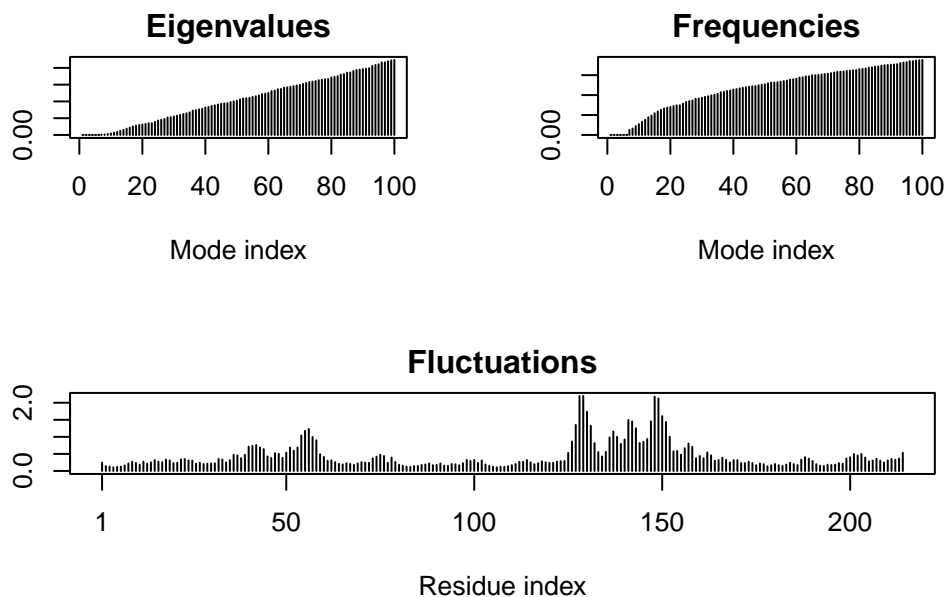 Eigenvalues Frequencies
0.00 0.00
0 20 40 60 80 100 0 20 40 60 80 100
Mode index Mode index
Fluctuations
2.0
0.0
1 50 100 150 200
Residue index